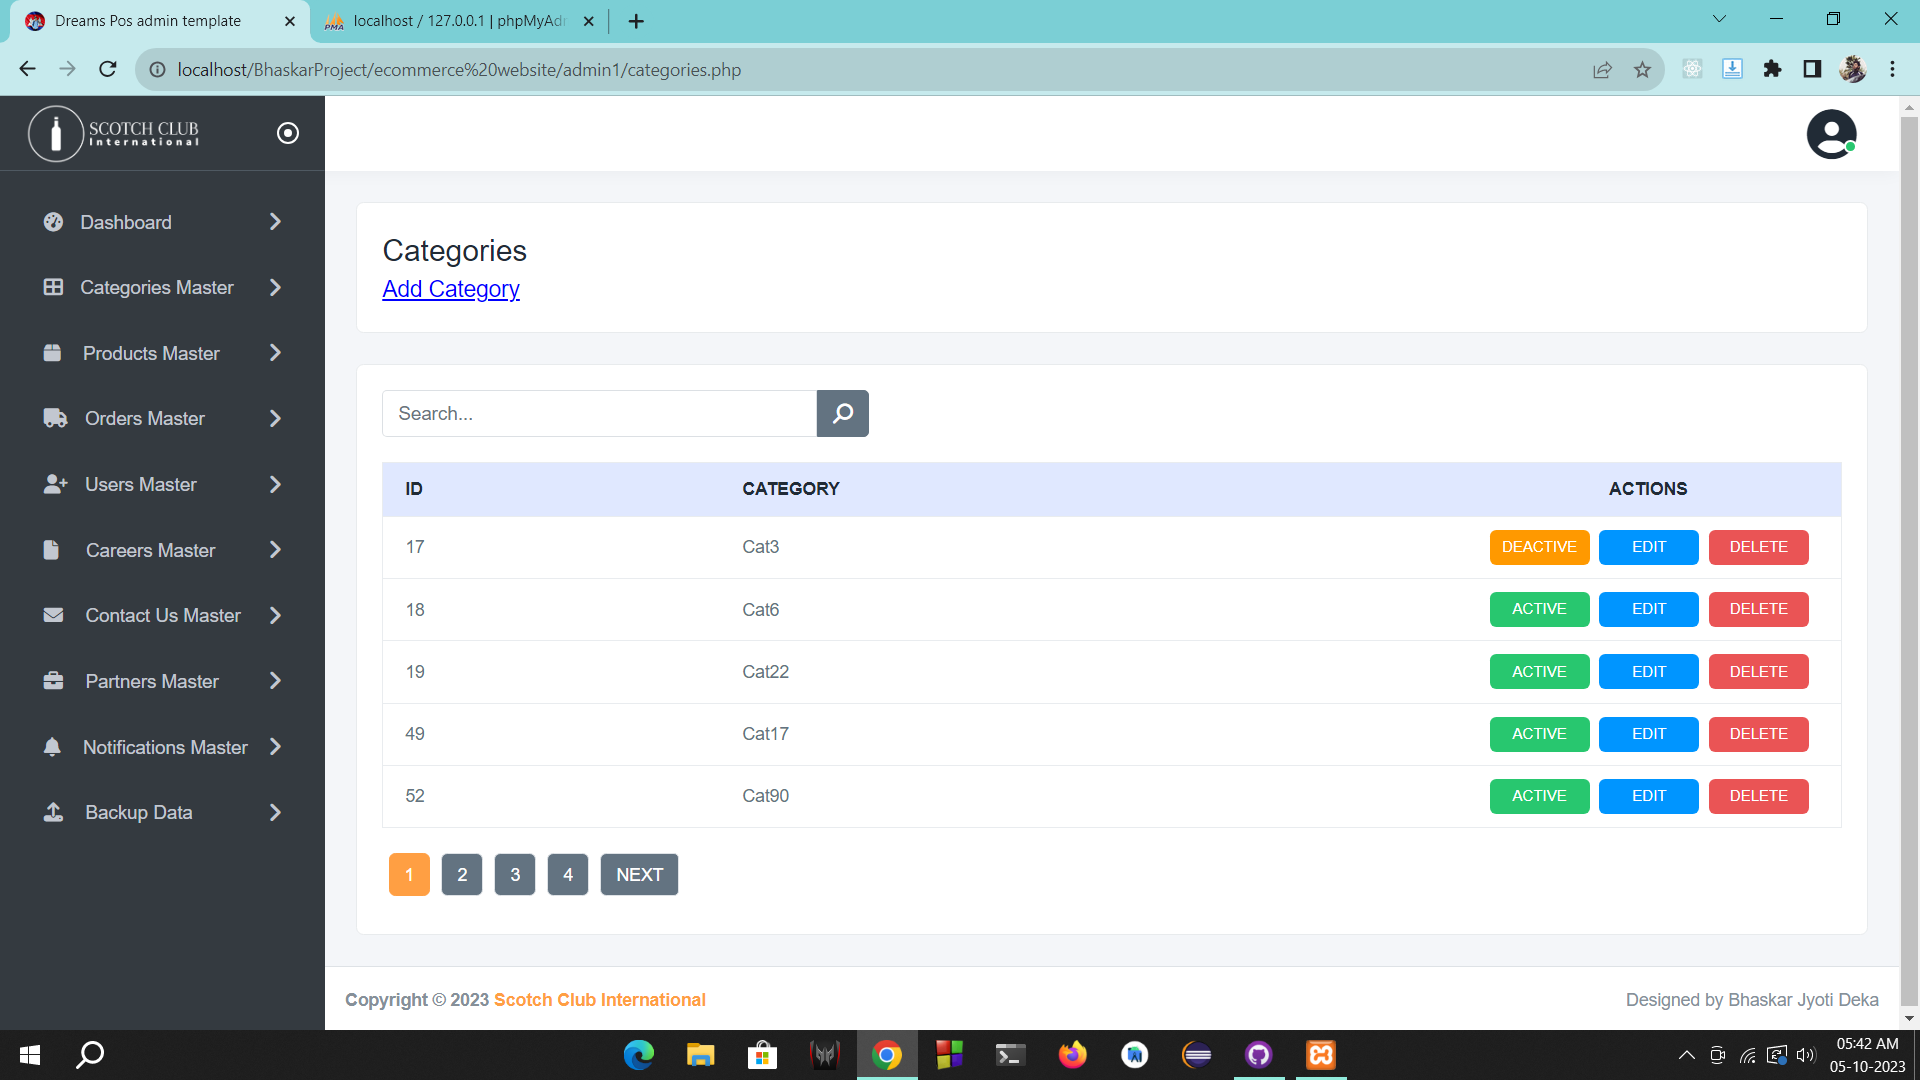 Dreams Pos admin template
localhost / 127.0.0.1 | phpMyAdr
localhost/BhaskarProject/ecommerce%20website/admin1/categories.php
SCOTCH CLUB
International
Dashboard
Categories Master
Products Master
Orders Master
Users Master
Careers Master
Contact Us Master
Partners Master
Notifications Master
Backup Data
Categories
Add Category
Search...
ID CATEGORY ACTIONS
17 Cat3 DEACTIVE EDIT DELETE
18 Cat6 ACTIVE EDIT DELETE
19 Cat22 ACTIVE EDIT DELETE
49 Cat17 ACTIVE EDIT DELETE
52 Cat90 ACTIVE EDIT DELETE
1 2 3 4 NEXT
Copyright © 2023 Scotch Club International
Designed by Bhaskar Jyoti Deka
05:42 AM
05-10-2023